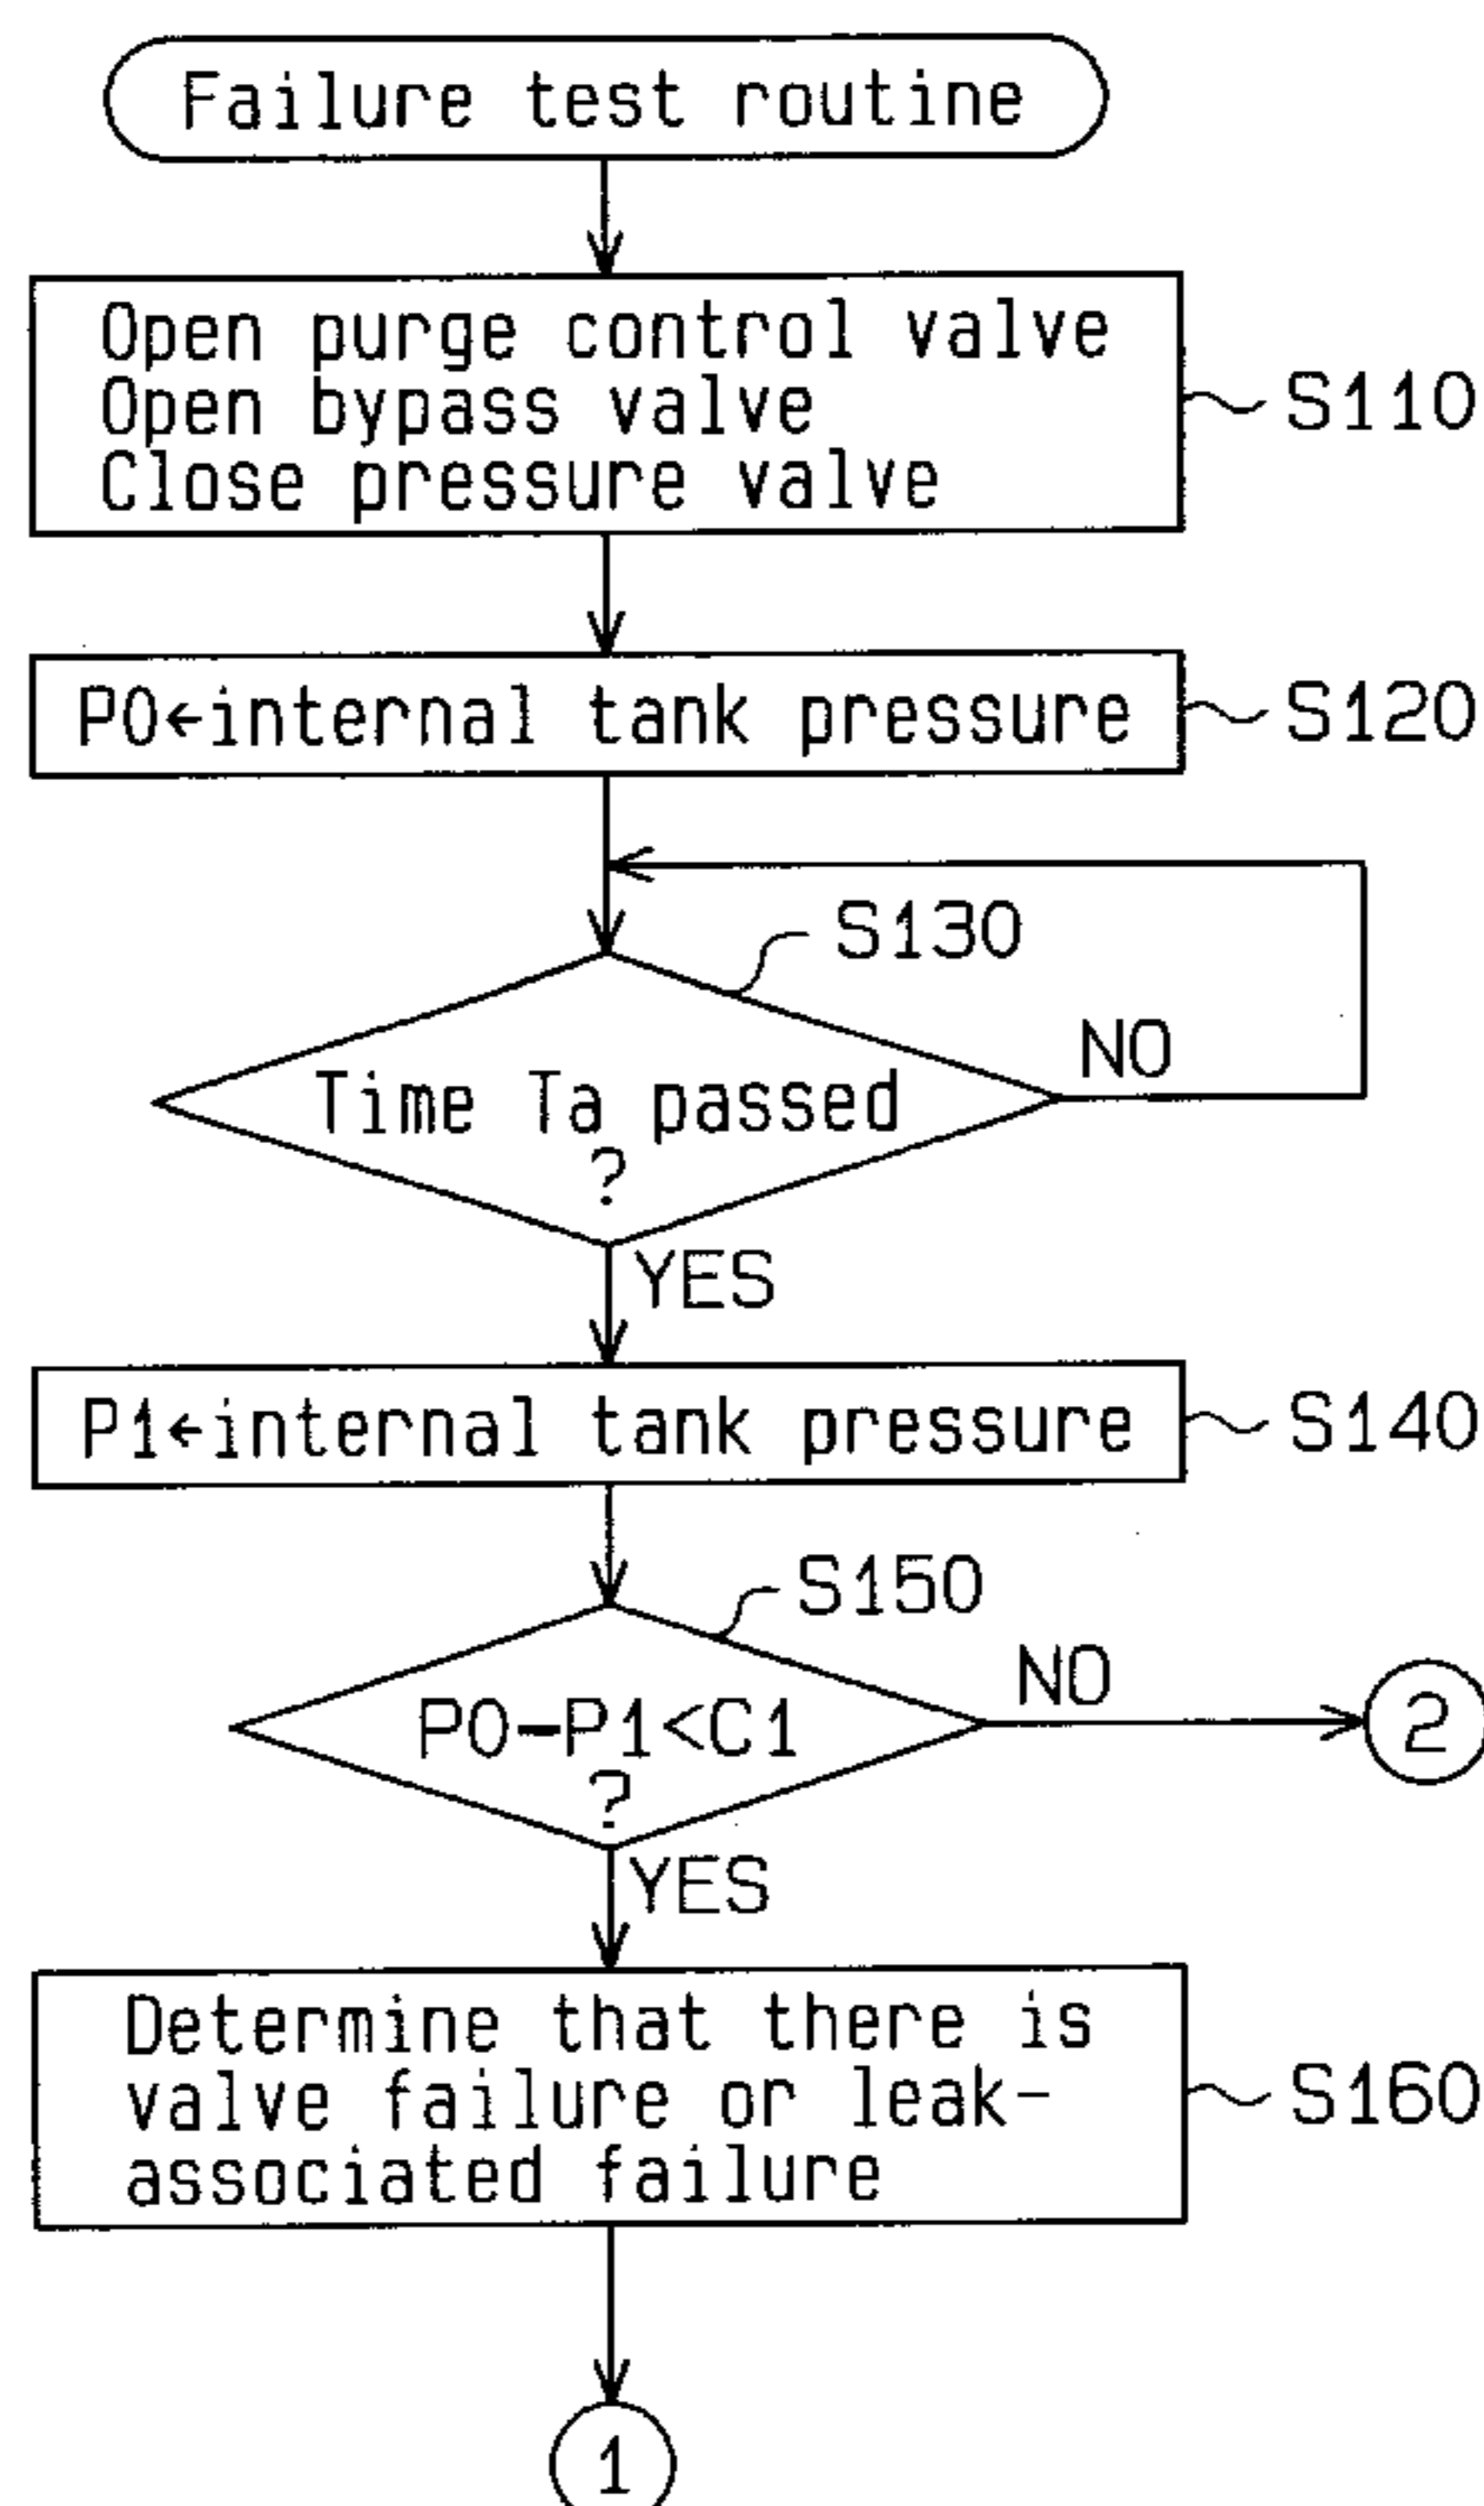 Failure test routine
Open purge control valve
Open bypass valve
Close pressure valve
S110
P0←internal tank pressure
S120
S130
NO
Time Ta passed
?
YES
P1←internal tank pressure
S140
S150
NO
P0-P1<C1
?
2
YES
Determine that there is
valve failure or leak-
associated failure
S160
1